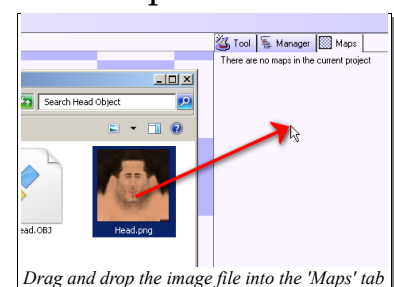 Tool Manager Maps
There are no maps in the current project
Search Head Object
ead.OBJ Head.png
Drag and drop the image file into the 'Maps' tab